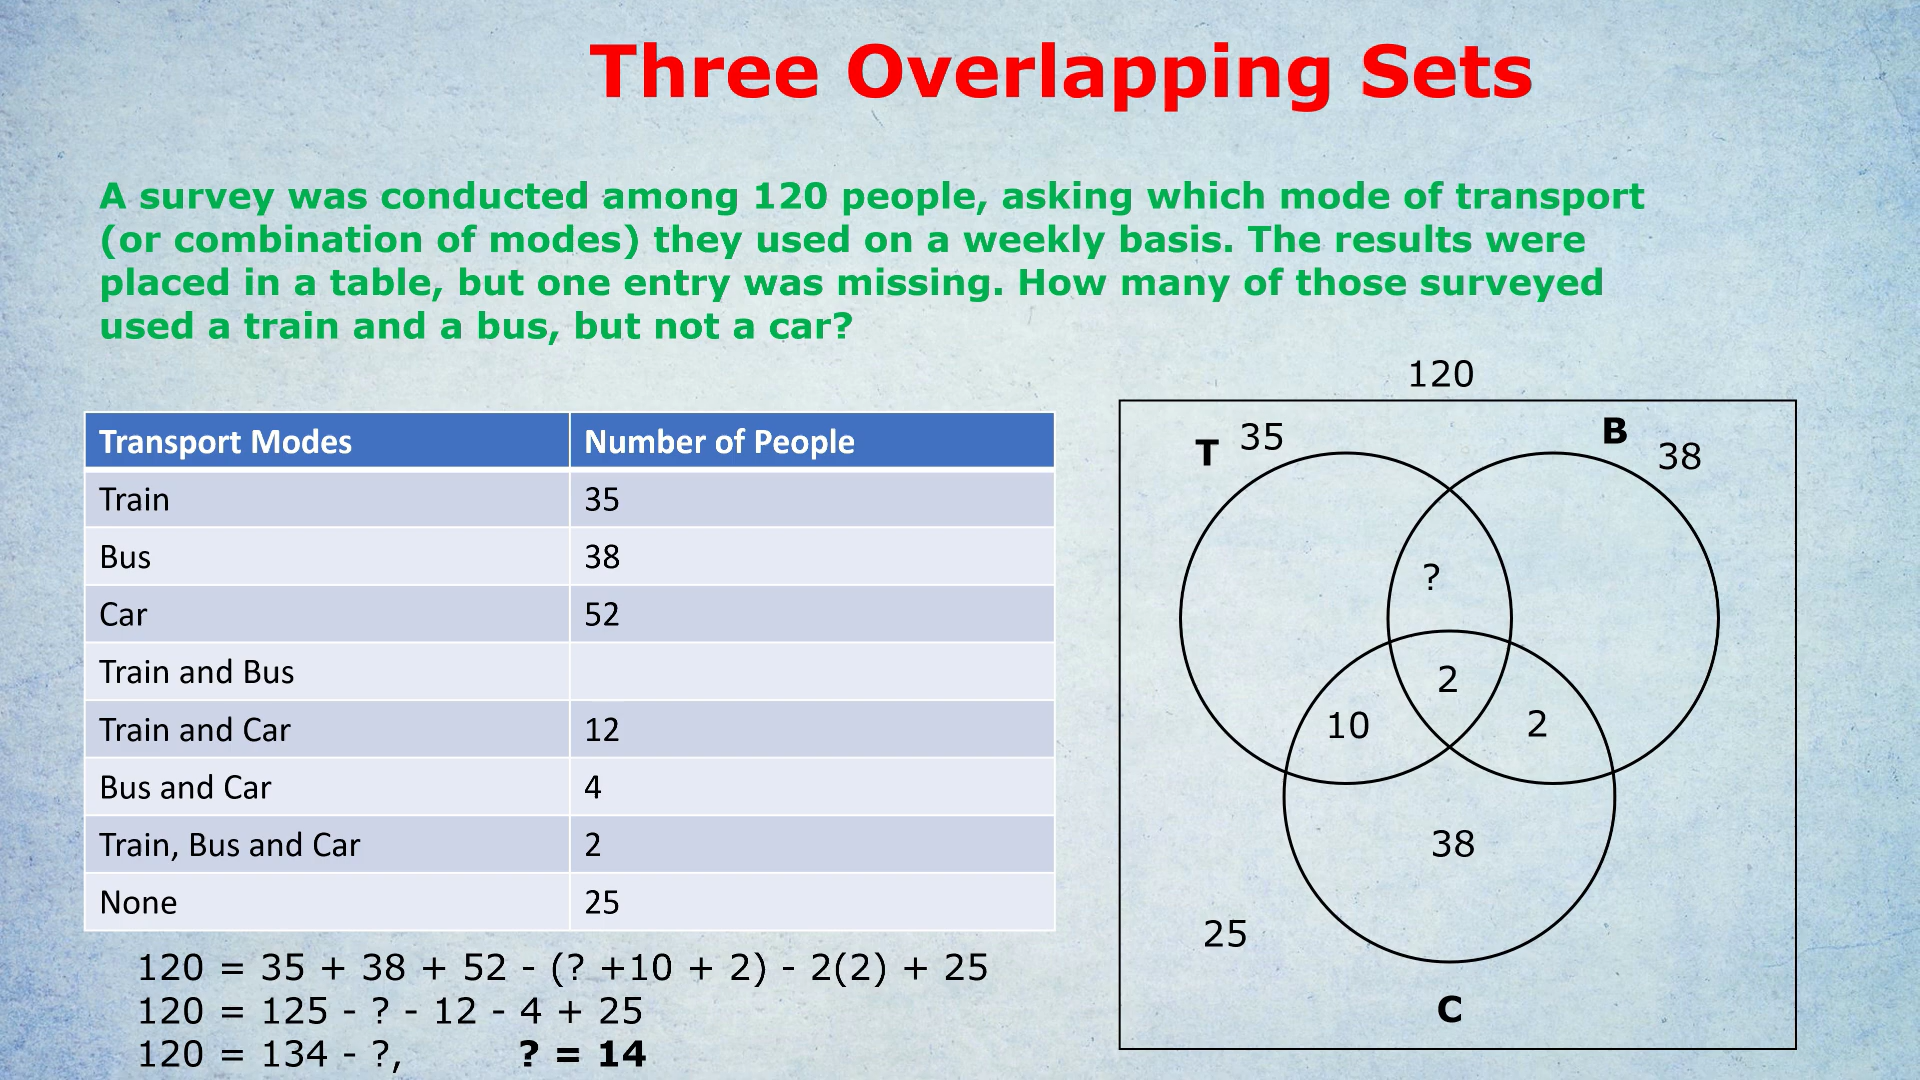 Three Overlapping Sets
A survey was conducted among 120 people, asking which mode of transport
(or combination of modes) they used on a weekly basis. The results were
placed in a table, but one entry was missing. How many of those surveyed
used a train and a bus, but not a car?
Transport Modes Number of People
Train 35
Bus 38
Car 52
Train and Bus
Train and Car 12
Bus and Car 4
Train, Bus and Car 2
None 25
120 = 35 + 38 + 52 - (? +10 + 2) - 2(2) + 25
120 = 125 - ? - 12 - 4 + 25
120 = 134 - ?, ? = 14
120
T 35
B 38
?
2
10 2
38
25
C